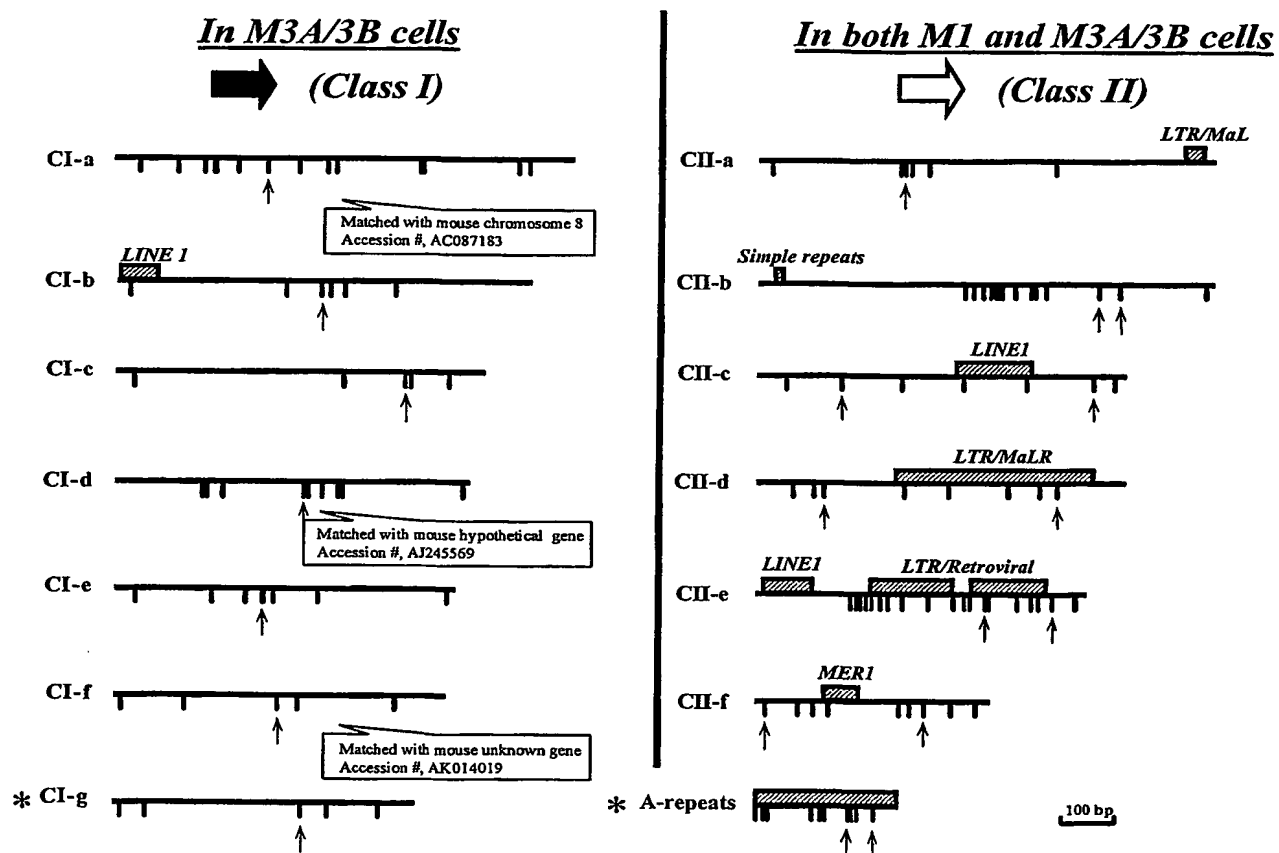 In M3A/3B cells
(Class I)
CI-a
Matched with mouse chromosome 8
Accession #, AC087183
LINE 1
CI-b
CI-c
CI-d
Matched with mouse hypothetical gene
Accession #, AJ245569
CI-e
CI-f
Matched with mouse unknown gene
Accession #, AK014019
* CI-g
In both M1 and M3A/3B cells
(Class II)
LTR/MaL
CII-a
Simple repeats
CII-b
LINE1
CII-c
LTR/MaLR
CII-d
LINE1 LTR/Retroviral
CII-e
MER1
CII-f
* A-repeats
100 bp